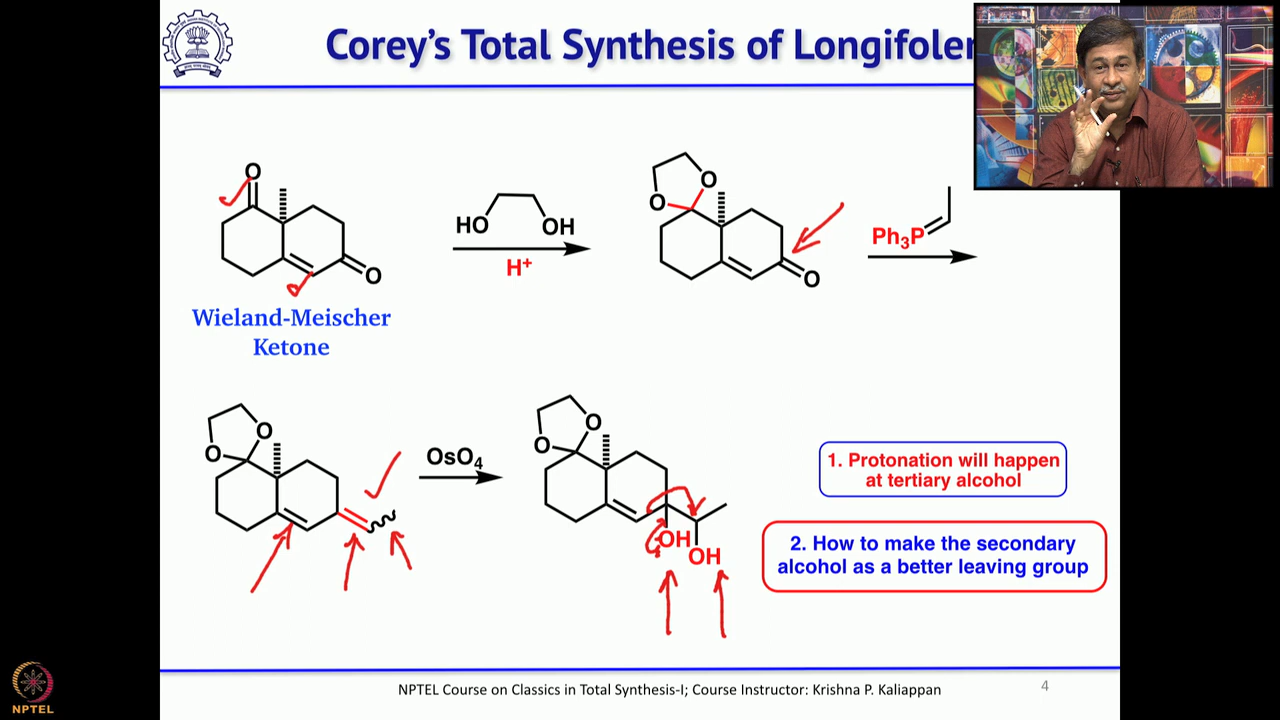 Corey's Total Synthesis of Longifolen
O
HO
OH
H+
O
Wieland-Meischer
Ketone
O
O
O
Ph3P
O
O
OsO4
O
O
OH
OH
1. Protonation will happen
at tertiary alcohol
2. How to make the secondary
alcohol as a better leaving group
NPTEL
NPTEL Course on Classics in Total Synthesis-I; Course Instructor: Krishna P. Kaliappan
4